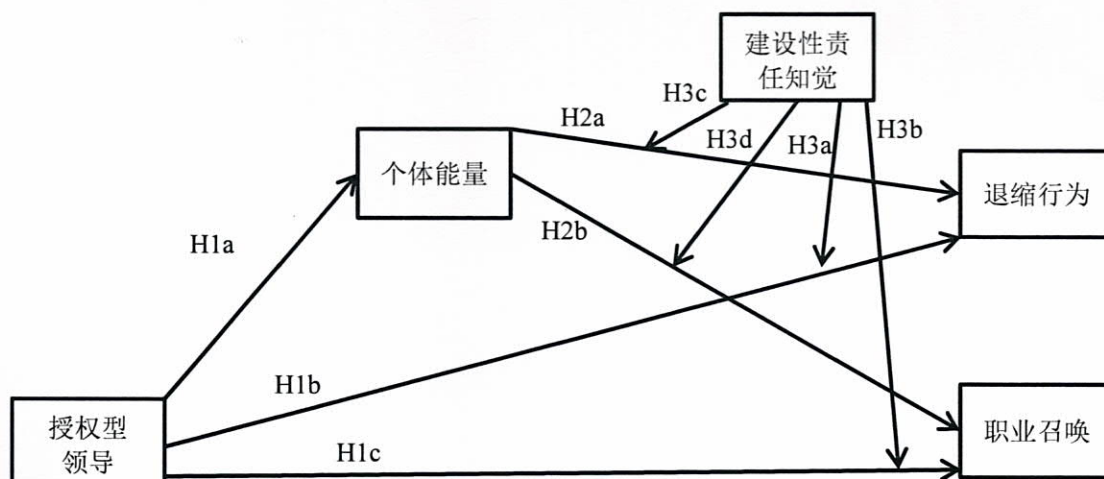 建设性责
任知觉
H3c
H2a
H3d
H3a
H3b
个体能量
退缩行为
H2b
H1a
H1b
职业召唤
授权型
领导
H1c